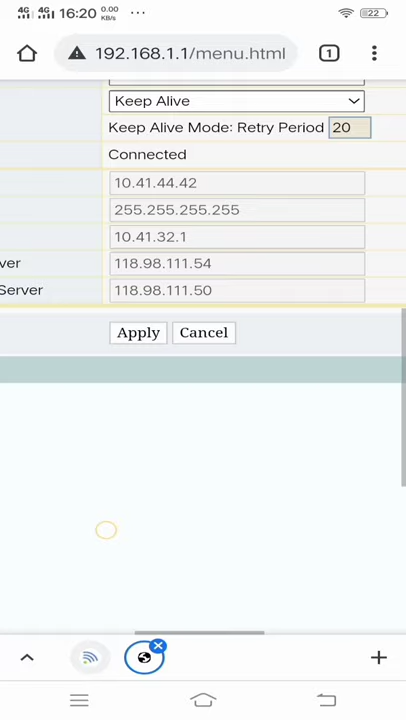 4G 4G 16:20 0.00 KB/s ... 22
192.168.1.1/menu.html 1
Keep Alive
Keep Alive Mode: Retry Period 20
Connected
10.41.44.42
255.255.255.255
10.41.32.1
ver 118.98.111.54
Server 118.98.111.50
Apply Cancel